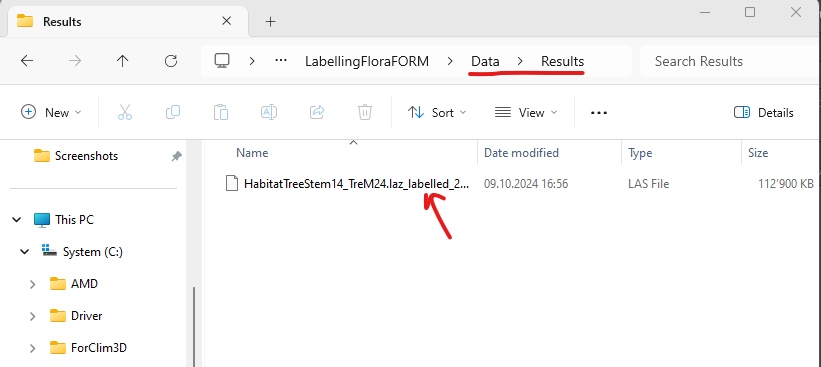 Results
LabellingFloraFORM > Data > Results
Search Results
New
Sort
View
Details
Name
Date modified
Type
Size
Screenshots
HabitatTreeStem14_TreM24.laz_labelled_2...
09.10.2024 16:56
LAS File
112'900 KB
This PC
System (C:)
AMD
Driver
ForClim3D